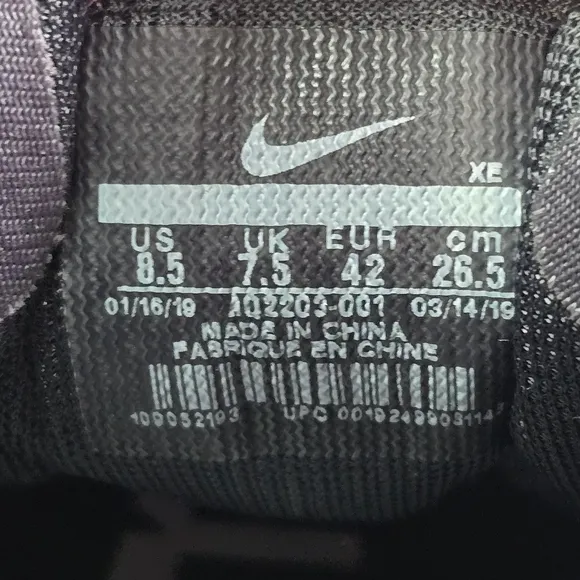 XE
US UK EUR cm
8.5 7.5 42 26.5
01/16/19 AQ2203-001 03/14/19
MADE IN CHINA
FABRIQUE EN CHINE
UPC